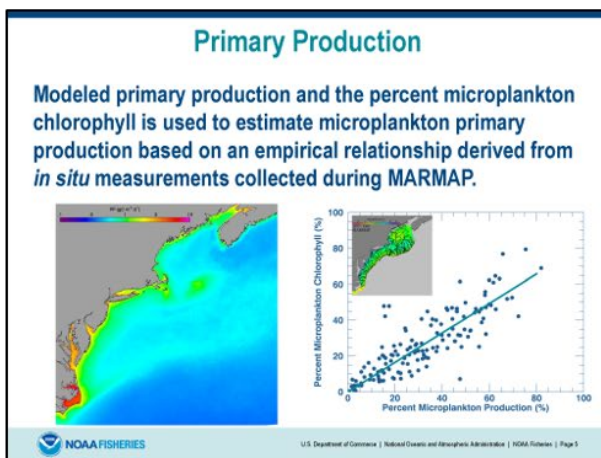 Primary Production
Modeled primary production and the percent microplankton
chlorophyll is used to estimate microplankton primary
production based on an empirical relationship derived from
in situ measurements collected during MARMAP.
100
80
60
40
20
0
Percent Microplankton Chlorophyll (%)
0 20 40 60 80 100
Percent Microplankton Production (%)
NOAA FISHERIES
U.S. Department of Commerce | National Oceanic and Atmospheric Administration | NOAA Fisheries | Page 5